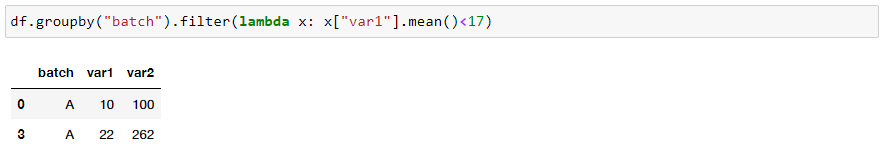 df.groupby("batch").filter(lambda x: x["var1"].mean()<17)
batch var1 var2
0 A 10 100
3 A 22 262